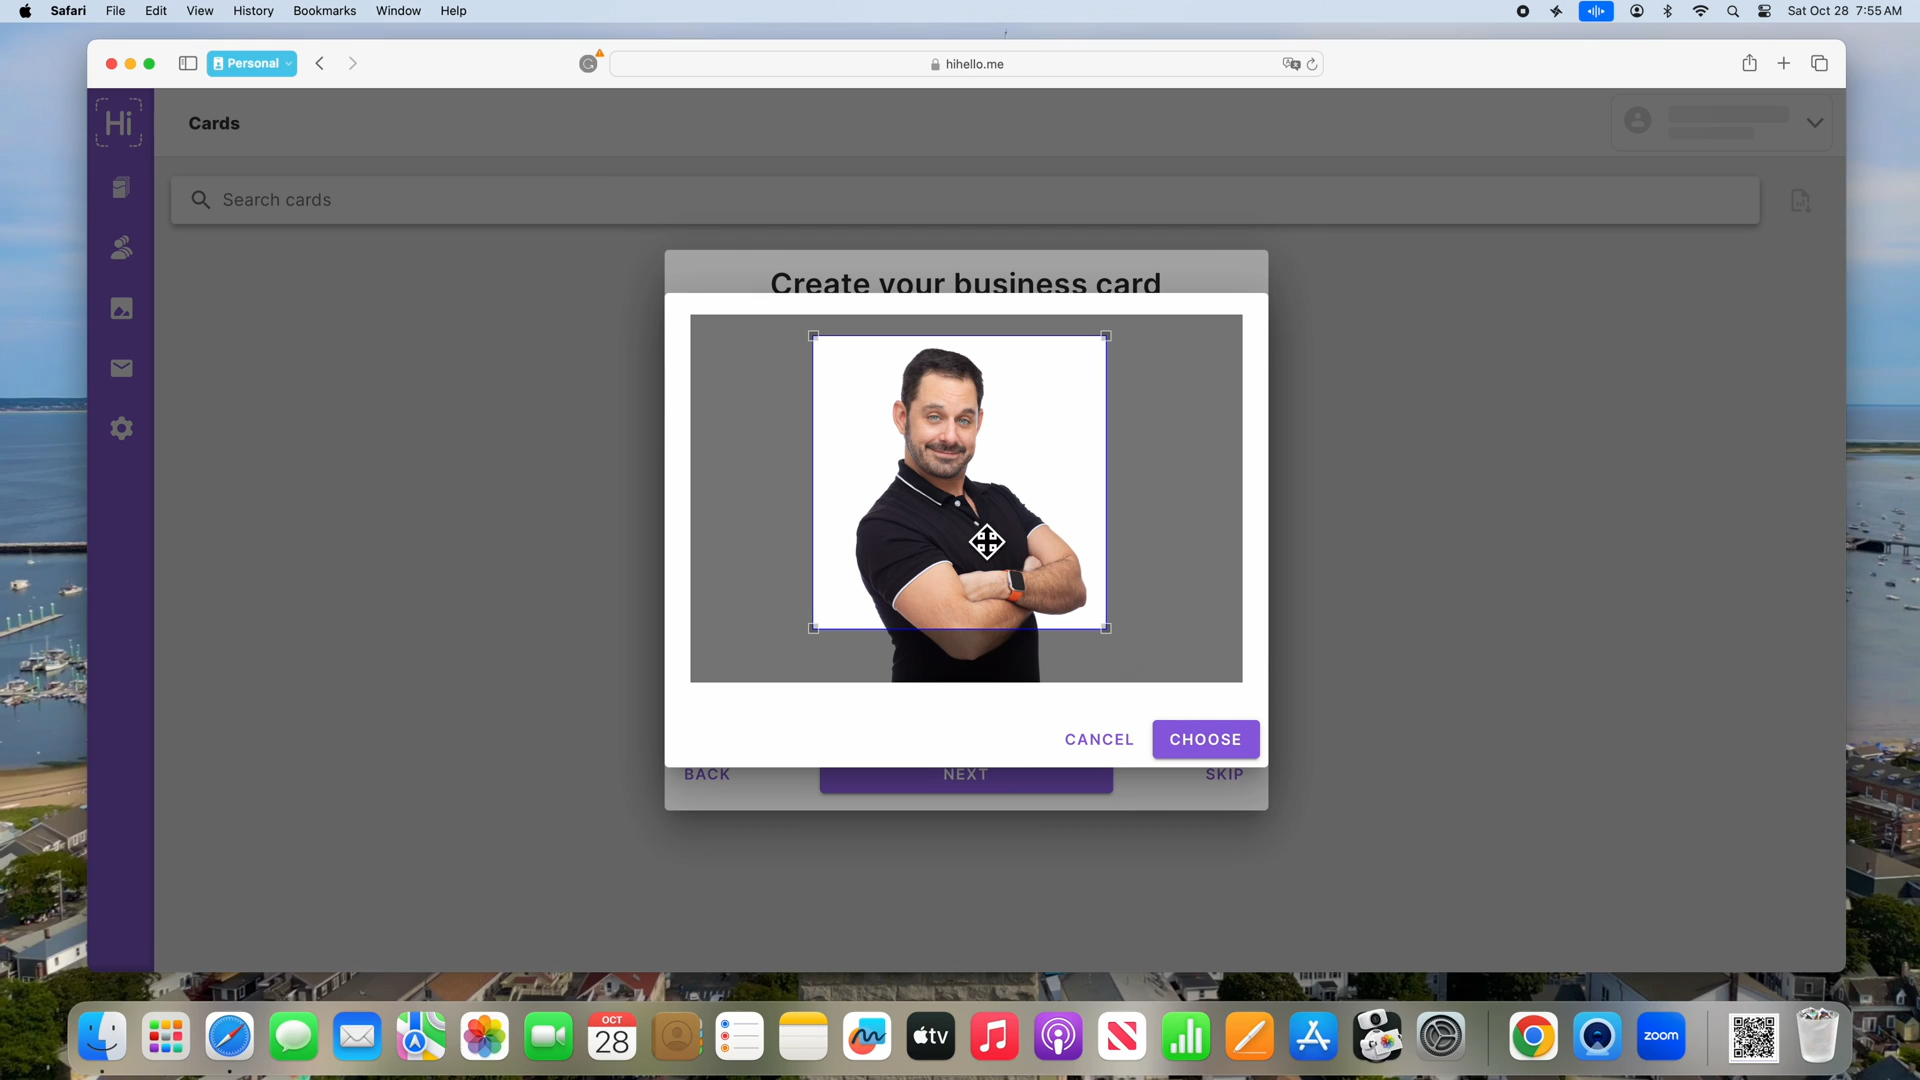 Safari File Edit View History Bookmarks Window Help Sat Oct 28 7:55 AM
Personal hihello.me
Hi Cards
Search cards
Create your business card
CANCEL CHOOSE
BACK NEXT SKIP
OCT
28
tv
zoom